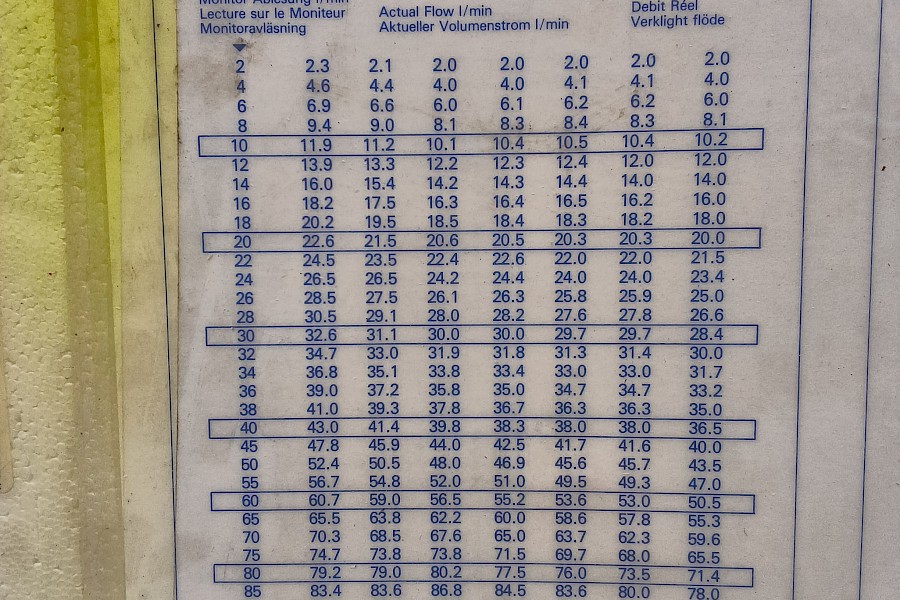 Monitor Ablesung l/min
Lecture sur le Moniteur
Monitoravläsning
Actual Flow l/min
Aktueller Volumenstrom l/min
Debit Réel
Verklight flöde
2 2.3 2.1 2.0 2.0 2.0 2.0 2.0
4 4.6 4.4 4.0 4.0 4.1 4.1 4.0
6 6.9 6.6 6.0 6.1 6.2 6.2 6.0
8 9.4 9.0 8.1 8.3 8.4 8.3 8.1
10 11.9 11.2 10.1 10.4 10.5 10.4 10.2
12 13.9 13.3 12.2 12.3 12.4 12.0 12.0
14 16.0 15.4 14.2 14.3 14.4 14.0 14.0
16 18.2 17.5 16.3 16.4 16.5 16.2 16.0
18 20.2 19.5 18.5 18.4 18.3 18.2 18.0
20 22.6 21.5 20.6 20.5 20.3 20.3 20.0
22 24.5 23.5 22.4 22.6 22.0 22.0 21.5
24 26.5 26.5 24.2 24.4 24.0 24.0 23.4
26 28.5 27.5 26.1 26.3 25.8 25.9 25.0
28 30.5 29.1 28.0 28.2 27.6 27.8 26.6
30 32.6 31.1 30.0 30.0 29.7 29.7 28.4
32 34.7 33.0 31.9 31.8 31.3 31.4 30.0
34 36.8 35.1 33.8 33.4 33.0 33.0 31.7
36 39.0 37.2 35.8 35.0 34.7 34.7 33.2
38 41.0 39.3 37.8 36.7 36.3 36.3 35.0
40 43.0 41.4 39.8 38.3 38.0 38.0 36.5
45 47.8 45.9 44.0 42.5 41.7 41.6 40.0
50 52.4 50.5 48.0 46.9 45.6 45.7 43.5
55 56.7 54.8 52.0 51.0 49.5 49.3 47.0
60 60.7 59.0 56.5 55.2 53.6 53.0 50.5
65 65.5 63.8 62.2 60.0 58.6 57.8 55.3
70 70.3 68.5 67.6 65.0 63.7 62.3 59.6
75 74.7 73.8 73.8 71.5 69.7 68.0 65.5
80 79.2 79.0 80.2 77.5 76.0 73.5 71.4
85 83.4 83.6 86.8 84.5 83.6 80.0 78.0